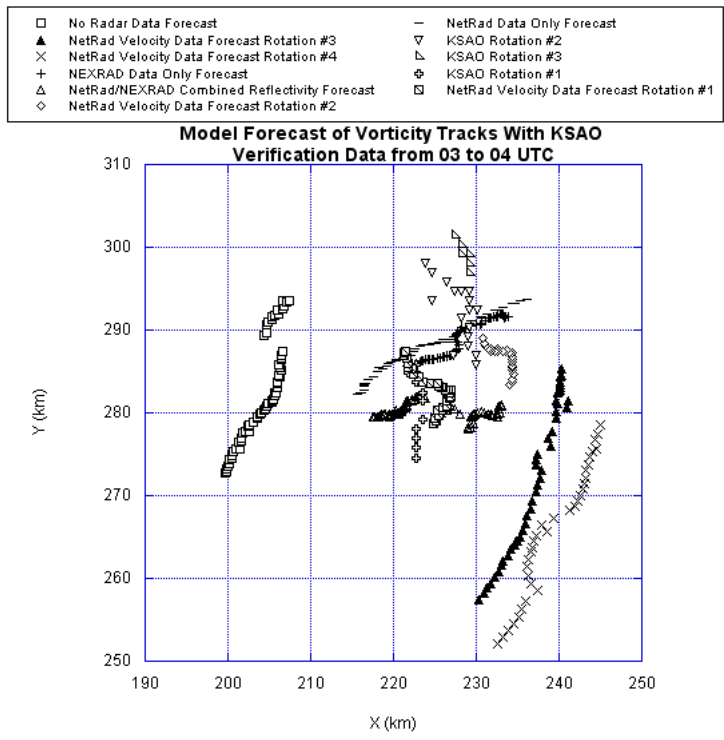 No Radar Data Forecast
NetRad Velocity Data Forecast Rotation #3
NetRad Velocity Data Forecast Rotation #4
NEXRAD Data Only Forecast
NetRad/NEXRAD Combined Reflectivity Forecast
NetRad Velocity Data Forecast Rotation #2
NetRad Data Only Forecast
KSAO Rotation #2
KSAO Rotation #3
KSAO Rotation #1
NetRad Velocity Data Forecast Rotation #1
Model Forecast of Vorticity Tracks With KSAO
Verification Data from 03 to 04 UTC
310
300
290
280
270
260
250
Y (km)
190 200 210 220 230 240 250
X (km)